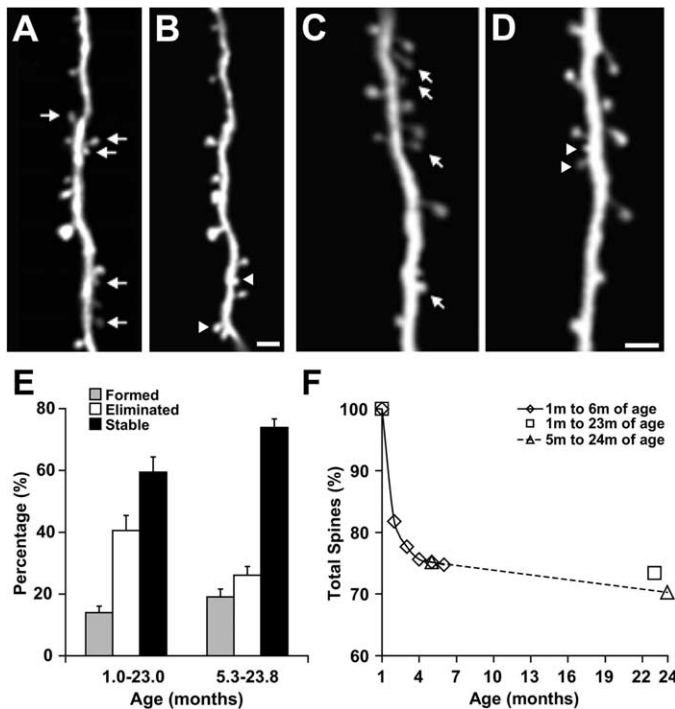 A
B
C
D
E
Formed
Eliminated
Stable
80
60
40
20
0
Percentage (%)
1.0-23.0
5.3-23.8
Age (months)
F
1m to 6m of age
1m to 23m of age
5m to 24m of age
100
90
80
70
60
Total Spines (%)
1 4 7 10 13 16 19 22 24
Age (months)